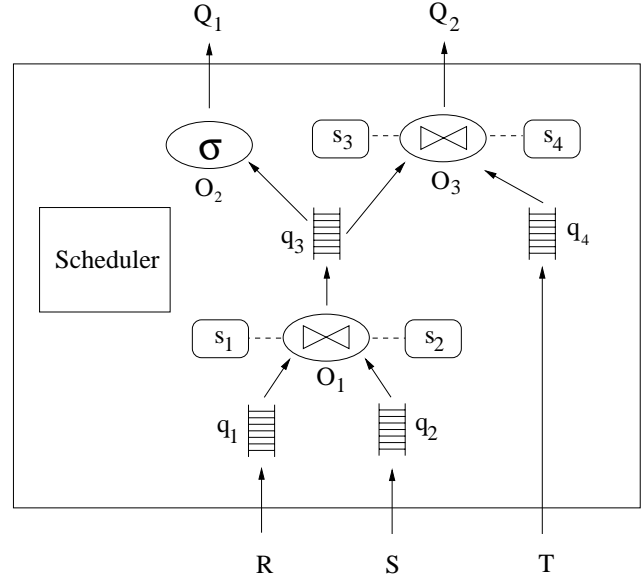 Q1 Q2
σ s3 s4
O2 O3
q3 q4
Scheduler
s1 s2
O1
q1 q2
R S T